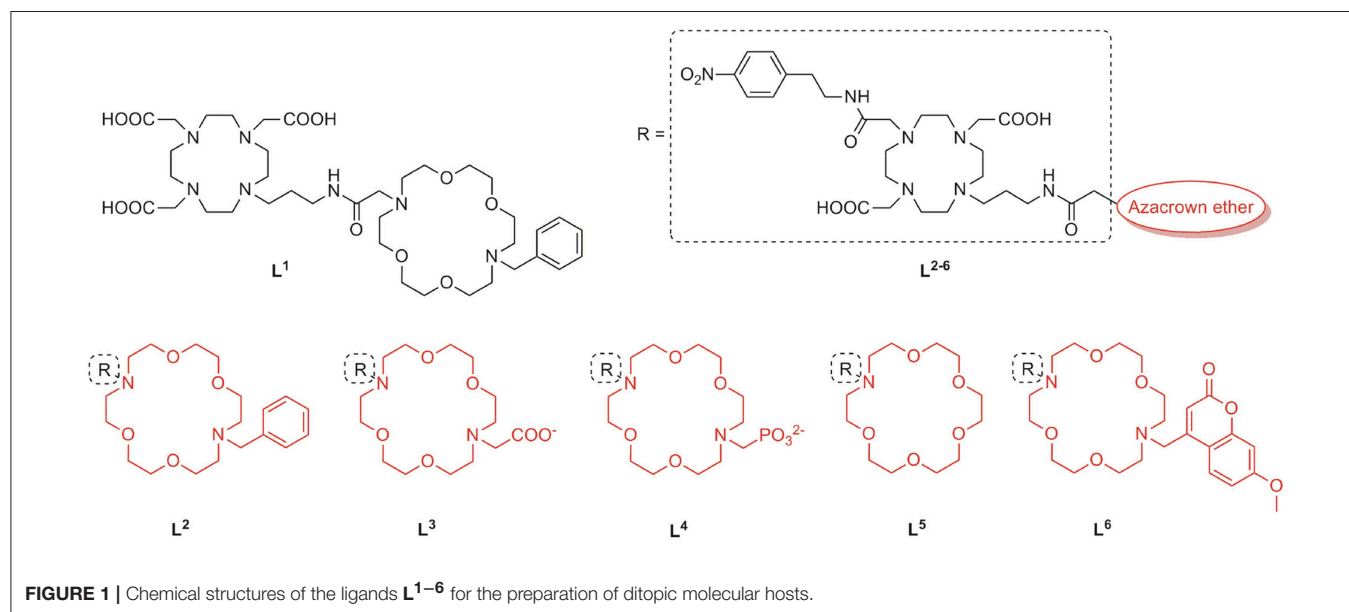 O₂N
NH
O
R =
N N COOH
N N
HOOC
H
N
O
Azacrown ether
L²⁻⁶
HOOC COOH
N N
N N
HOOC
H
N
O
N O
O O
O N
O
L¹
R
N O
O
O N
O
L²
R
N O
O
O N COO⁻
O
L³
R
N O
O
O N PO₃²⁻
O
L⁴
R
N O
O
O O
O
L⁵
R
N O
O
O N
O
O
O
O
L⁶
FIGURE 1 | Chemical structures of the ligands L¹⁻⁶ for the preparation of ditopic molecular hosts.